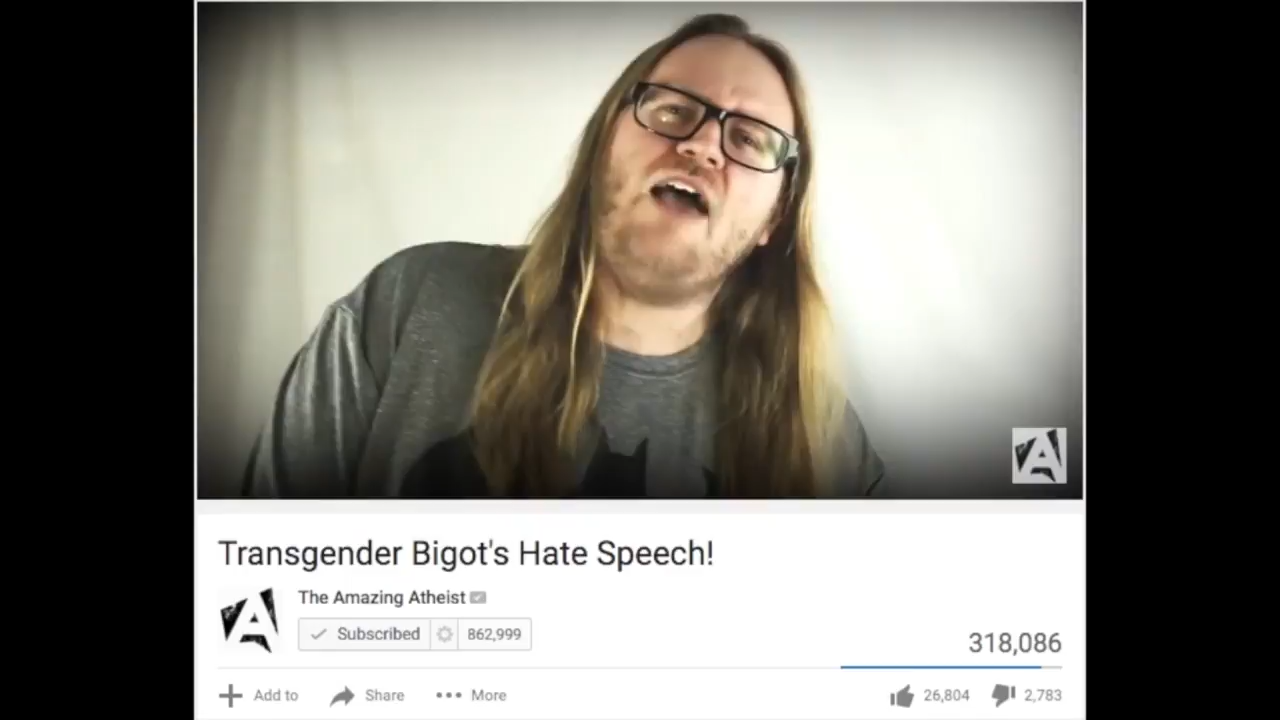 Transgender Bigot's Hate Speech!
The Amazing Atheist
Subscribed 862,999
318,086
Add to Share More 26,804 2,783